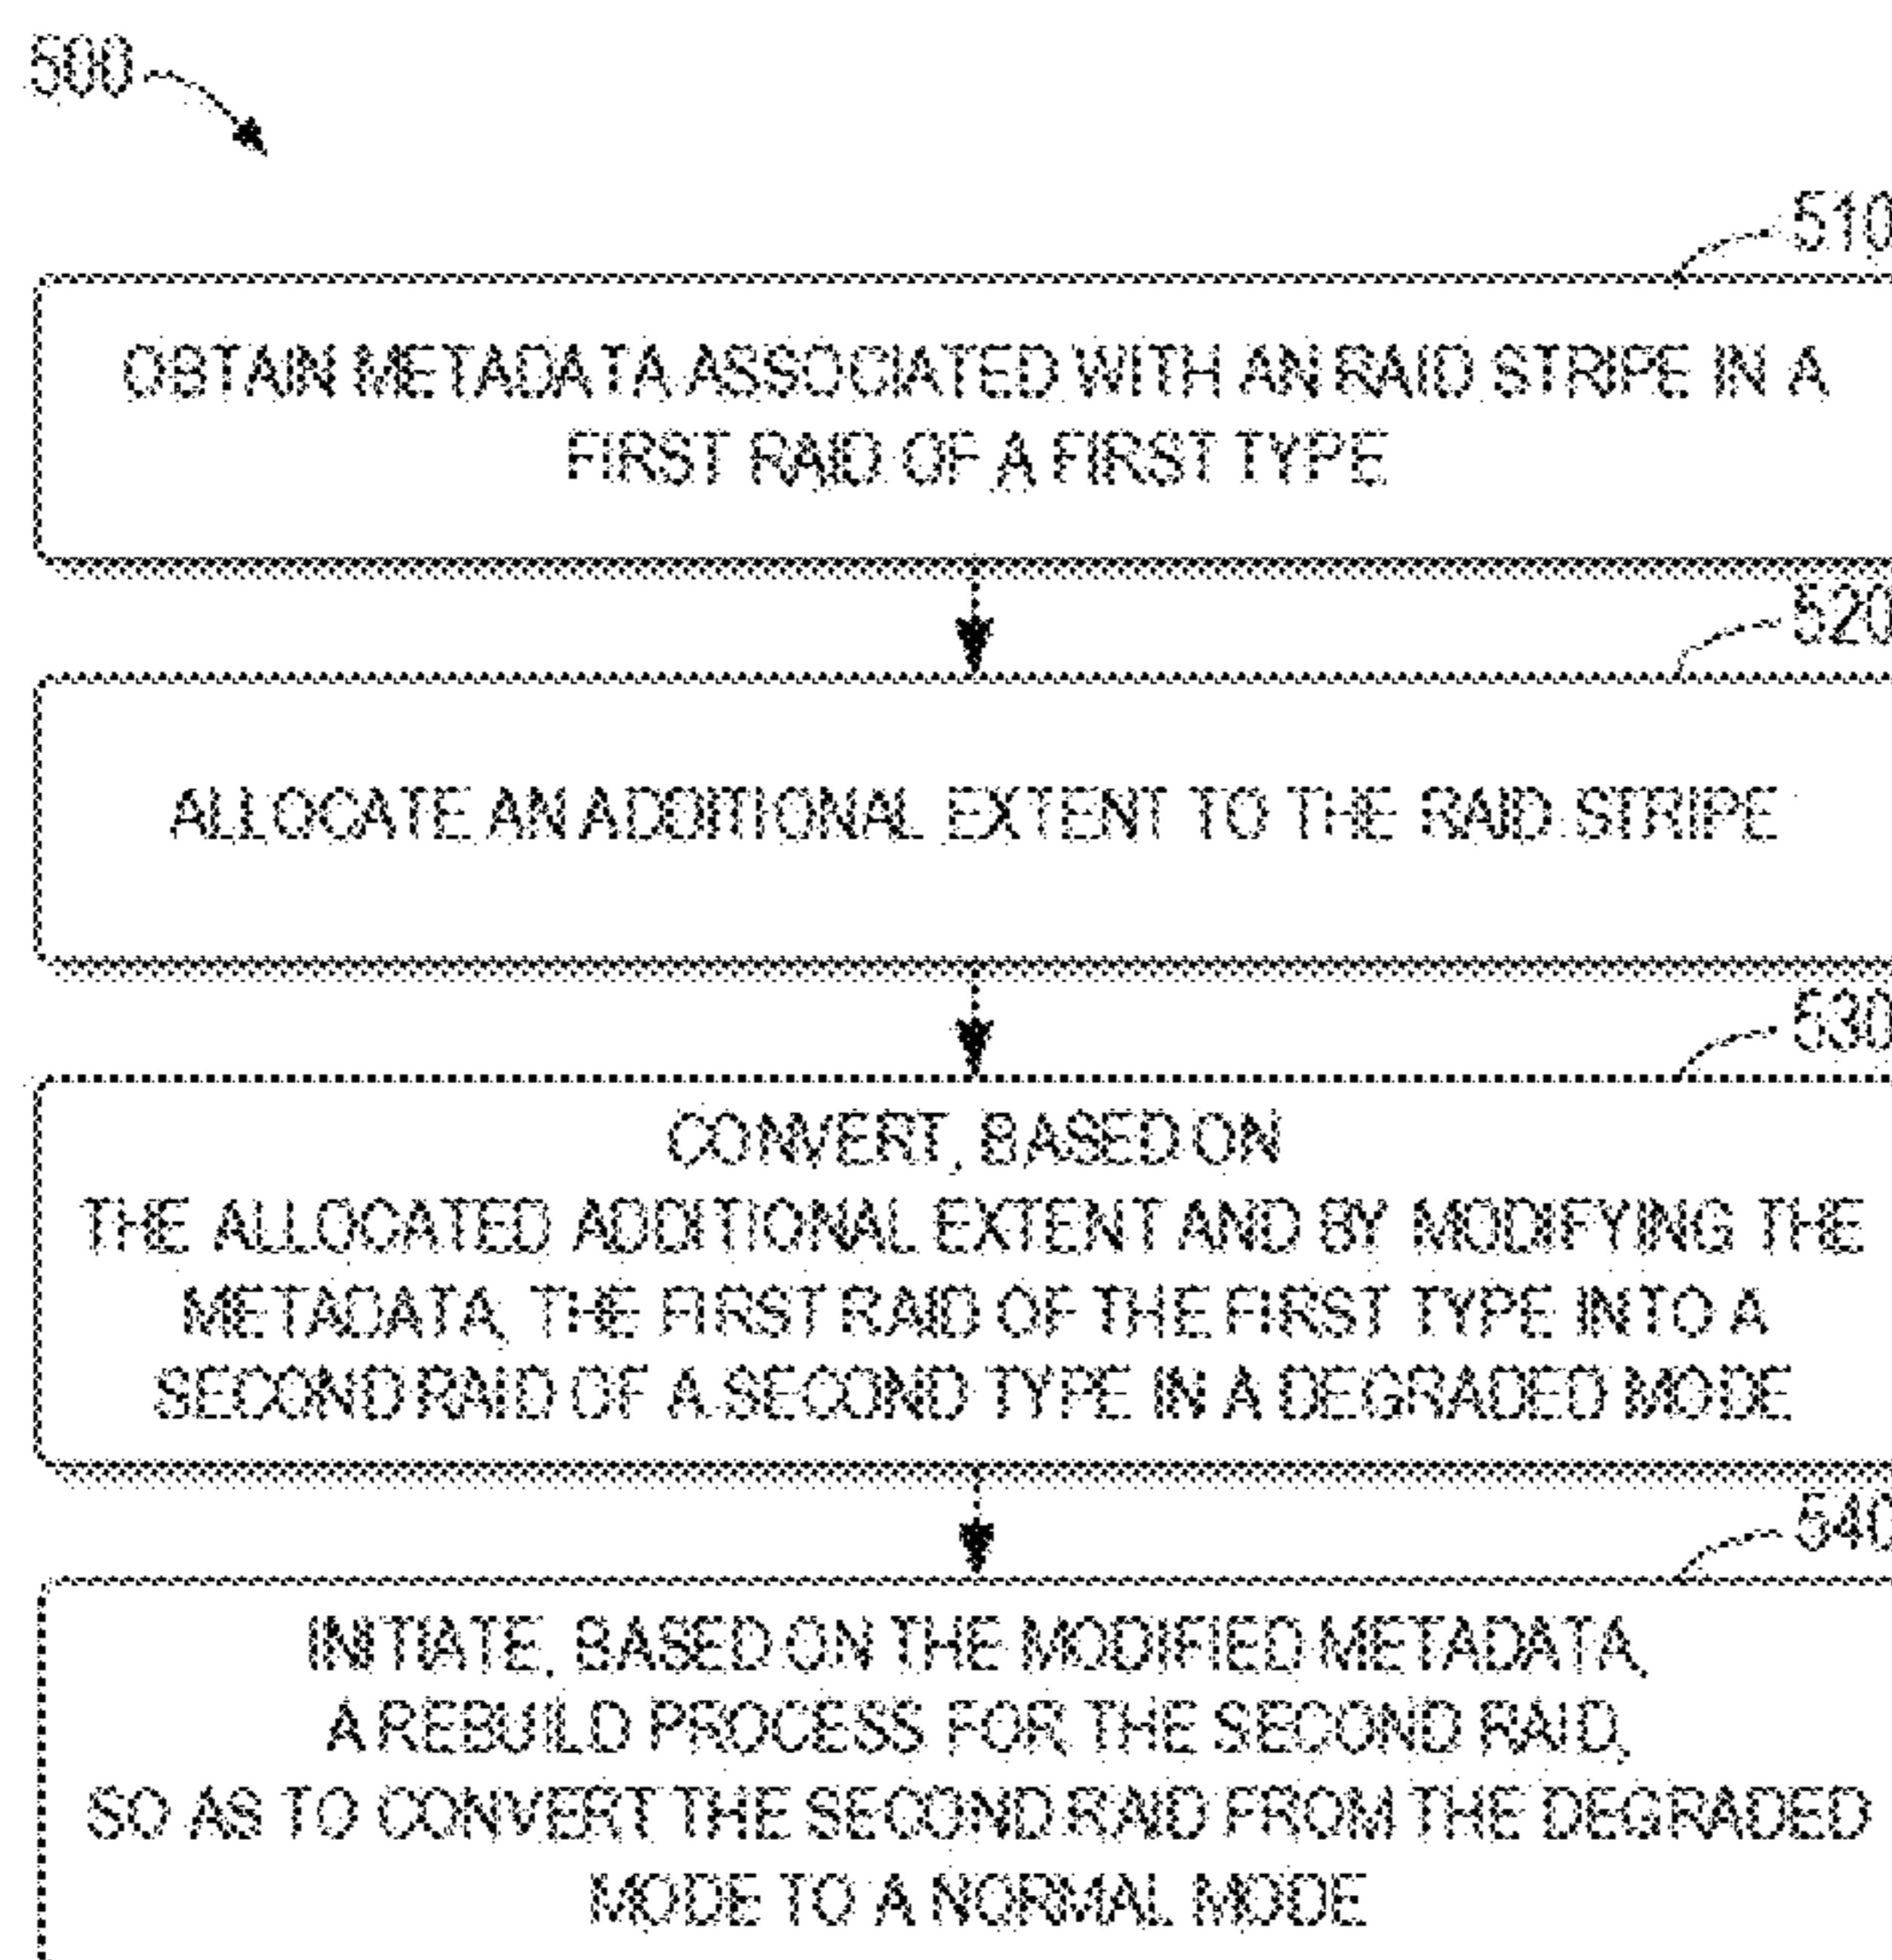 500
510
OBTAIN METADATA ASSOCIATED WITH AN RAID STRIPE IN A
FIRST RAID OF A FIRST TYPE
520
ALLOCATE AN ADDITIONAL EXTENT TO THE RAID STRIPE
530
CONVERT, BASED ON
THE ALLOCATED ADDITIONAL EXTENT AND BY MODIFYING THE
METADATA, THE FIRST RAID OF THE FIRST TYPE INTO A
SECOND RAID OF A SECOND TYPE IN A DEGRADED MODE
540
INITIATE, BASED ON THE MODIFIED METADATA,
A REBUILD PROCESS FOR THE SECOND RAID,
SO AS TO CONVERT THE SECOND RAID FROM THE DEGRADED
MODE TO A NORMAL MODE